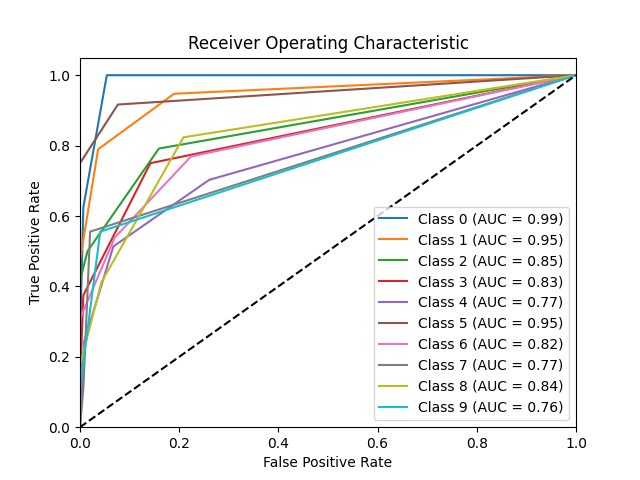 Receiver Operating Characteristic
True Positive Rate
1.0
0.8
0.6
0.4
0.2
0.0
Class 0 (AUC = 0.99)
Class 1 (AUC = 0.95)
Class 2 (AUC = 0.85)
Class 3 (AUC = 0.83)
Class 4 (AUC = 0.77)
Class 5 (AUC = 0.95)
Class 6 (AUC = 0.82)
Class 7 (AUC = 0.77)
Class 8 (AUC = 0.84)
Class 9 (AUC = 0.76)
0.0 0.2 0.4 0.6 0.8 1.0
False Positive Rate